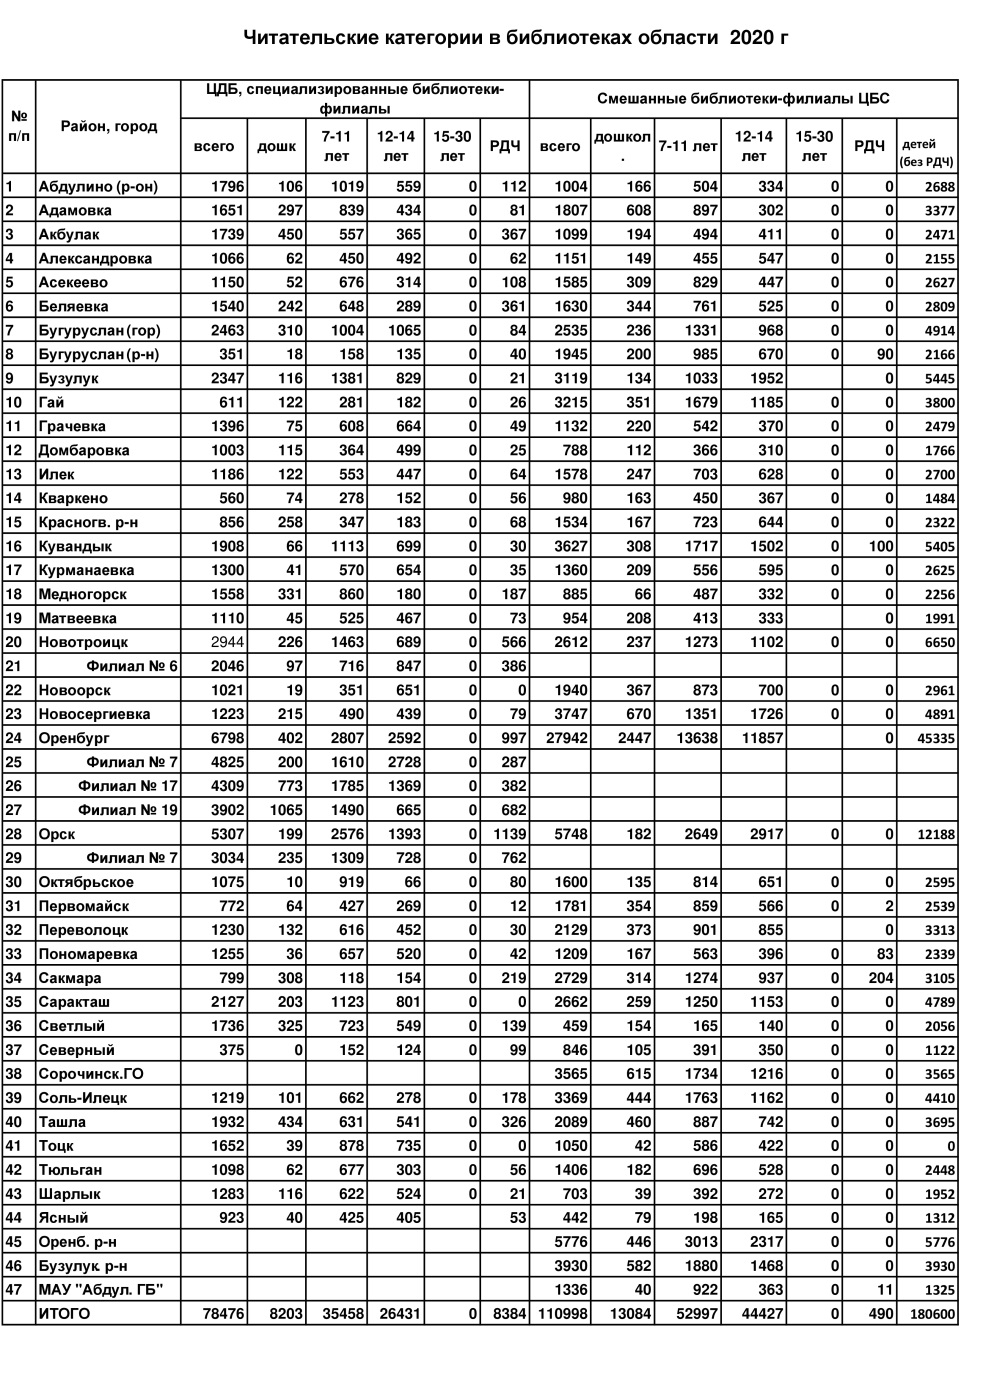 Читательские категории в библиотеках области 2020 г
№ п/п Район, город ЦДБ, специализированные библиотеки-филиалы Смешанные библиотеки-филиалы ЦБС
всего дошк 7-11 лет 12-14 лет 15-30 лет РДЧ всего дошкол. 7-11 лет 12-14 лет 15-30 лет РДЧ детей (без РДЧ)
1 Абдулино (р-он) 1796 106 1019 559 0 112 1004 166 504 334 0 0 2688
2 Адамовка 1651 297 839 434 0 81 1807 608 897 302 0 0 3377
3 Акбулак 1739 450 557 365 0 367 1099 194 494 411 0 0 2471
4 Александровка 1066 62 450 492 0 62 1151 149 455 547 0 0 2155
5 Асекеево 1150 52 676 314 0 108 1585 309 829 447 0 0 2627
6 Беляевка 1540 242 648 289 0 361 1630 344 761 525 0 0 2809
7 Бугуруслан (гор) 2463 310 1004 1065 0 84 2535 236 1331 968 0 0 4914
8 Бугуруслан (р-н) 351 18 158 135 0 40 1945 200 985 670 0 90 2166
9 Бузулук 2347 116 1381 829 0 21 3119 134 1033 1952 0 5445
10 Гай 611 122 281 182 0 26 3215 351 1679 1185 0 0 3800
11 Грачевка 1396 75 608 664 0 49 1132 220 542 370 0 0 2479
12 Домбаровка 1003 115 364 499 0 25 788 112 366 310 0 0 1766
13 Илек 1186 122 553 447 0 64 1578 247 703 628 0 0 2700
14 Кваркено 560 74 278 152 0 56 980 163 450 367 0 0 1484
15 Красногв. р-н 856 258 347 183 0 68 1534 167 723 644 0 0 2322
16 Кувандык 1908 66 1113 699 0 30 3627 308 1717 1502 0 100 5405
17 Курманаевка 1300 41 570 654 0 35 1360 209 556 595 0 0 2625
18 Медногорск 1558 331 860 180 0 187 885 66 487 332 0 0 2256
19 Матвеевка 1110 45 525 467 0 73 954 208 413 333 0 1991
20 Новотроицк 2944 226 1463 689 0 566 2612 237 1273 1102 0 0 6650
21 Филиал № 6 2046 97 716 847 0 386
22 Новоорск 1021 19 351 651 0 0 1940 367 873 700 0 0 2961
23 Новосергиевка 1223 215 490 439 0 79 3747 670 1351 1726 0 0 4891
24 Оренбург 6798 402 2807 2592 0 997 27942 2447 13638 11857 0 45335
25 Филиал № 7 4825 200 1610 2728 0 287
26 Филиал № 17 4309 773 1785 1369 0 382
27 Филиал № 19 3902 1065 1490 665 0 682
28 Орск 5307 199 2576 1393 0 1139 5748 182 2649 2917 0 0 12188
29 Филиал № 7 3034 235 1309 728 0 762
30 Октябрьское 1075 10 919 66 0 80 1600 135 814 651 0 0 2595
31 Первомайск 772 64 427 269 0 12 1781 354 859 566 0 2 2539
32 Переволоцк 1230 132 616 452 0 30 2129 373 901 855 0 3313
33 Пономаревка 1255 36 657 520 0 42 1209 167 563 396 0 83 2339
34 Сакмара 799 308 118 154 0 219 2729 314 1274 937 0 204 3105
35 Саракташ 2127 203 1123 801 0 0 2662 259 1250 1153 0 0 4789
36 Светлый 1736 325 723 549 0 139 459 154 165 140 0 0 2056
37 Северный 375 0 152 124 0 99 846 105 391 350 0 0 1122
38 Сорочинск.ГО 3565 615 1734 1216 0 0 3565
39 Соль-Илецк 1219 101 662 278 0 178 3369 444 1763 1162 0 0 4410
40 Ташла 1932 434 631 541 0 326 2089 460 887 742 0 0 3695
41 Тоцк 1652 39 878 735 0 0 1050 42 586 422 0 0 0
42 Тюльган 1098 62 677 303 0 56 1406 182 696 528 0 0 2448
43 Шарлык 1283 116 622 524 0 21 703 39 392 272 0 0 1952
44 Ясный 923 40 425 405 53 442 79 198 165 0 0 1312
45 Оренб. р-н 5776 446 3013 2317 0 0 5776
46 Бузулук р-н 3930 582 1880 1468 0 0 3930
47 МАУ "Абдул. ГБ" 1336 40 922 363 0 11 1325
ИТОГО 78476 8203 35458 26431 0 8384 110998 13084 52997 44427 0 490 180600